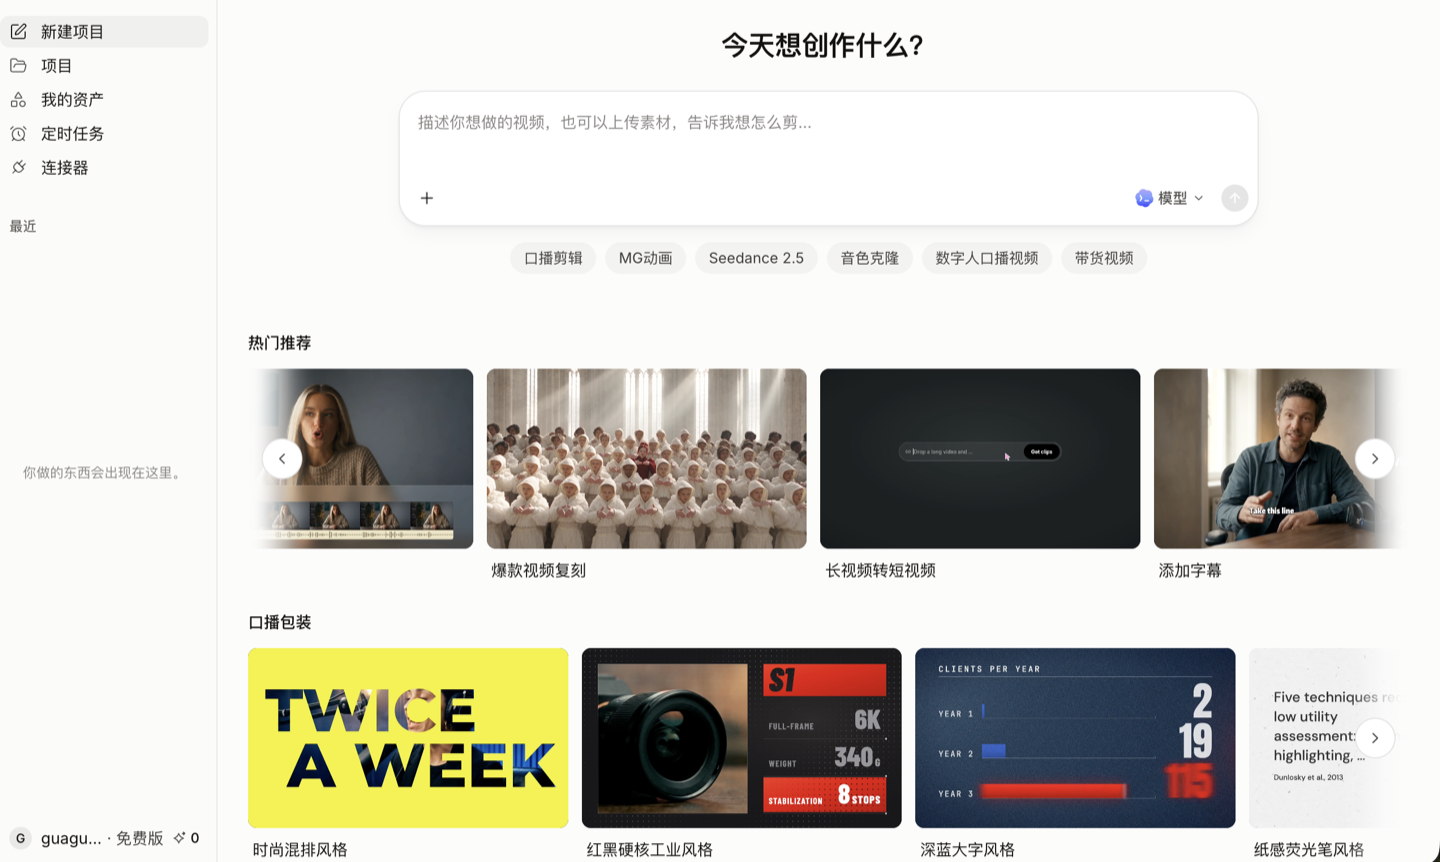 新建项目
项目
我的资产
定时任务
连接器
最近
你做的东西会出现在这里。
G guagu... · 免费版 0
今天想创作什么?
描述你想做的视频，也可以上传素材，告诉我想怎么剪...
模型
口播剪辑
MG动画
Seedance 2.5
音色克隆
数字人口播视频
带货视频
热门推荐
Drop a long video and ...
Get clips
Take this line
爆款视频复刻
长视频转短视频
添加字幕
口播包装
TWICE
A WEEK
S1
FULL-FRAME 6K
WEIGHT 340G
STABILIZATION 8 STOPS
CLIENTS PER YEAR
YEAR 1 2
YEAR 2 19
YEAR 3 115
Five techniques rec
low utility
assessment:
highlighting, ...
Dunlosky et al., 2013
时尚混排风格
红黑硬核工业风格
深蓝大字风格
纸感荧光笔风格